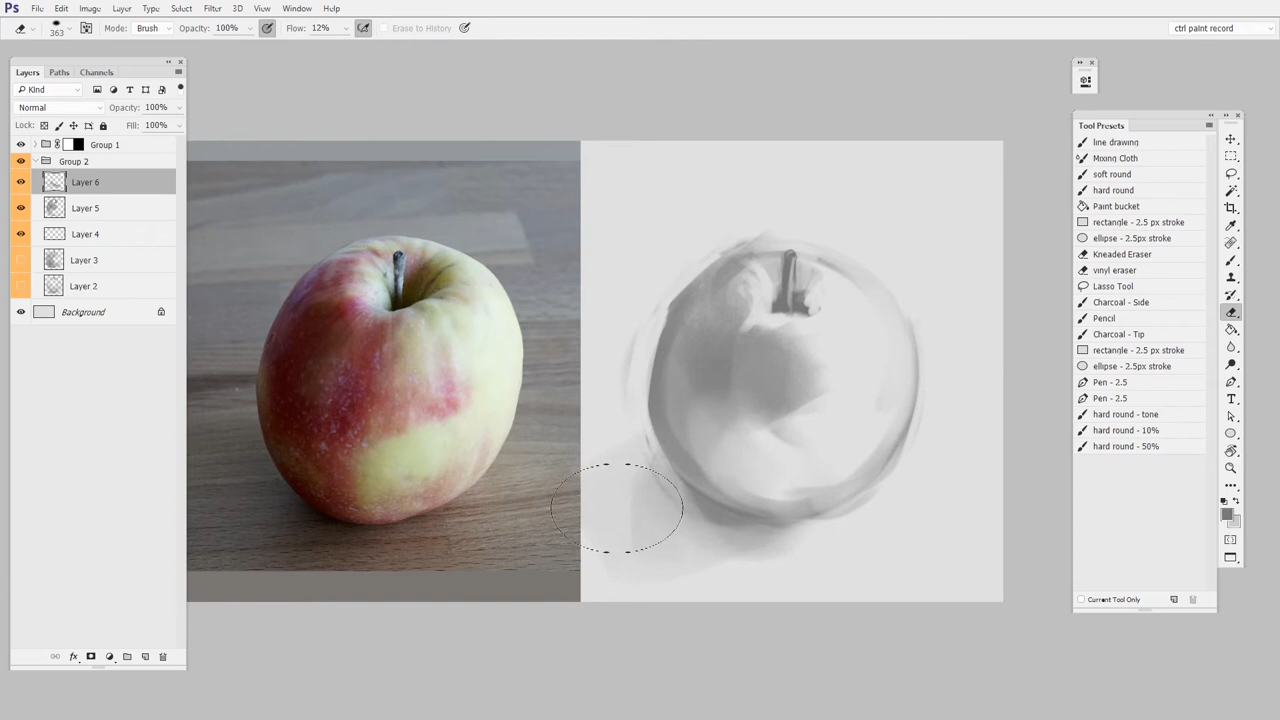 Ps File Edit Image Layer Type Select Filter 3D View Window Help
363 Mode: Brush Opacity: 100% Flow: 12% Erase to History ctrl paint record
Layers Paths Channels
Kind
Normal Opacity: 100%
Lock: Fill: 100%
Group 1
Group 2
Layer 6
Layer 5
Layer 4
Layer 3
Layer 2
Background
fx
Tool Presets
line drawing
Mixing Cloth
soft round
hard round
Paint bucket
rectangle - 2.5 px stroke
ellipse - 2.5px stroke
Kneaded Eraser
vinyl eraser
Lasso Tool
Charcoal - Side
Pencil
Charcoal - Tip
rectangle - 2.5 px stroke
ellipse - 2.5px stroke
Pen - 2.5
Pen - 2.5
hard round - tone
hard round - 10%
hard round - 50%
Current Tool Only